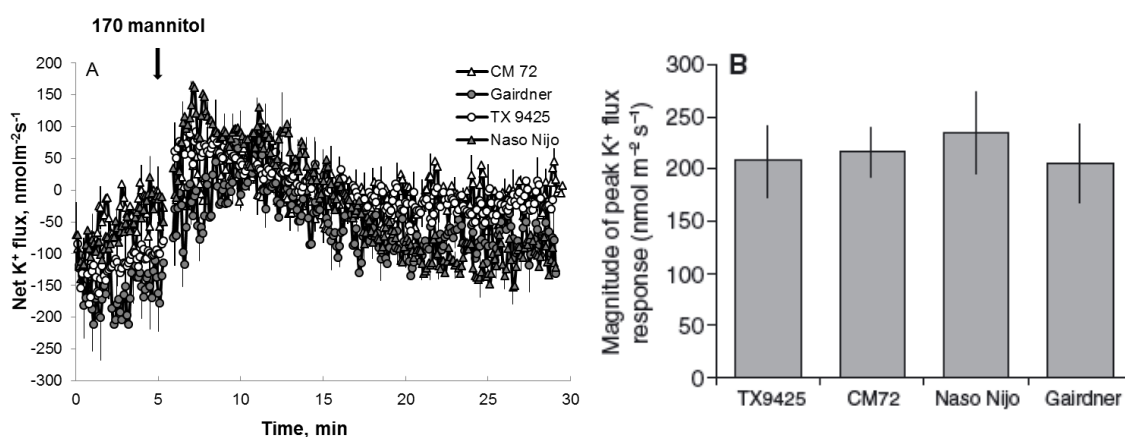 170 mannitol
A
200
150
100
50
0
-50
-100
-150
-200
-250
-300
Net K⁺ flux, nmolm⁻²s⁻¹
CM 72
Gairdner
TX 9425
Naso Nijo
0 5 10 15 20 25 30
Time, min
B
300
250
200
150
100
50
0
Magnitude of peak K⁺ flux
response (nmol m⁻² s⁻¹)
TX9425 CM72 Naso Nijo Gairdner